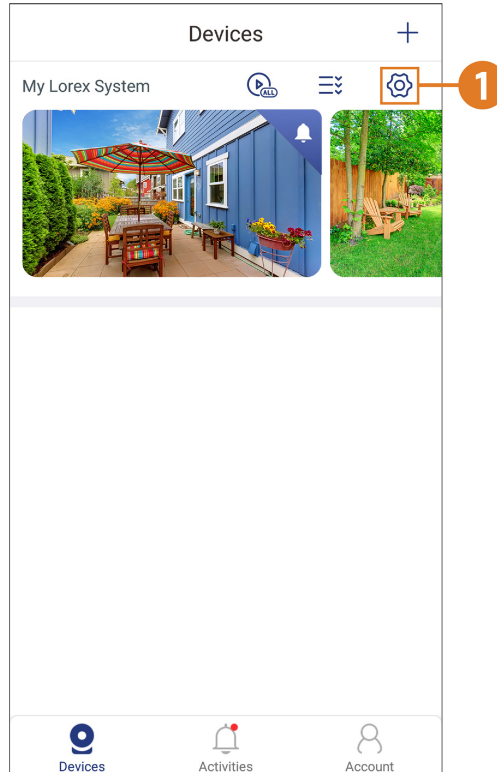 Devices
My Lorex System
ALL
1
Devices
Activities
Account